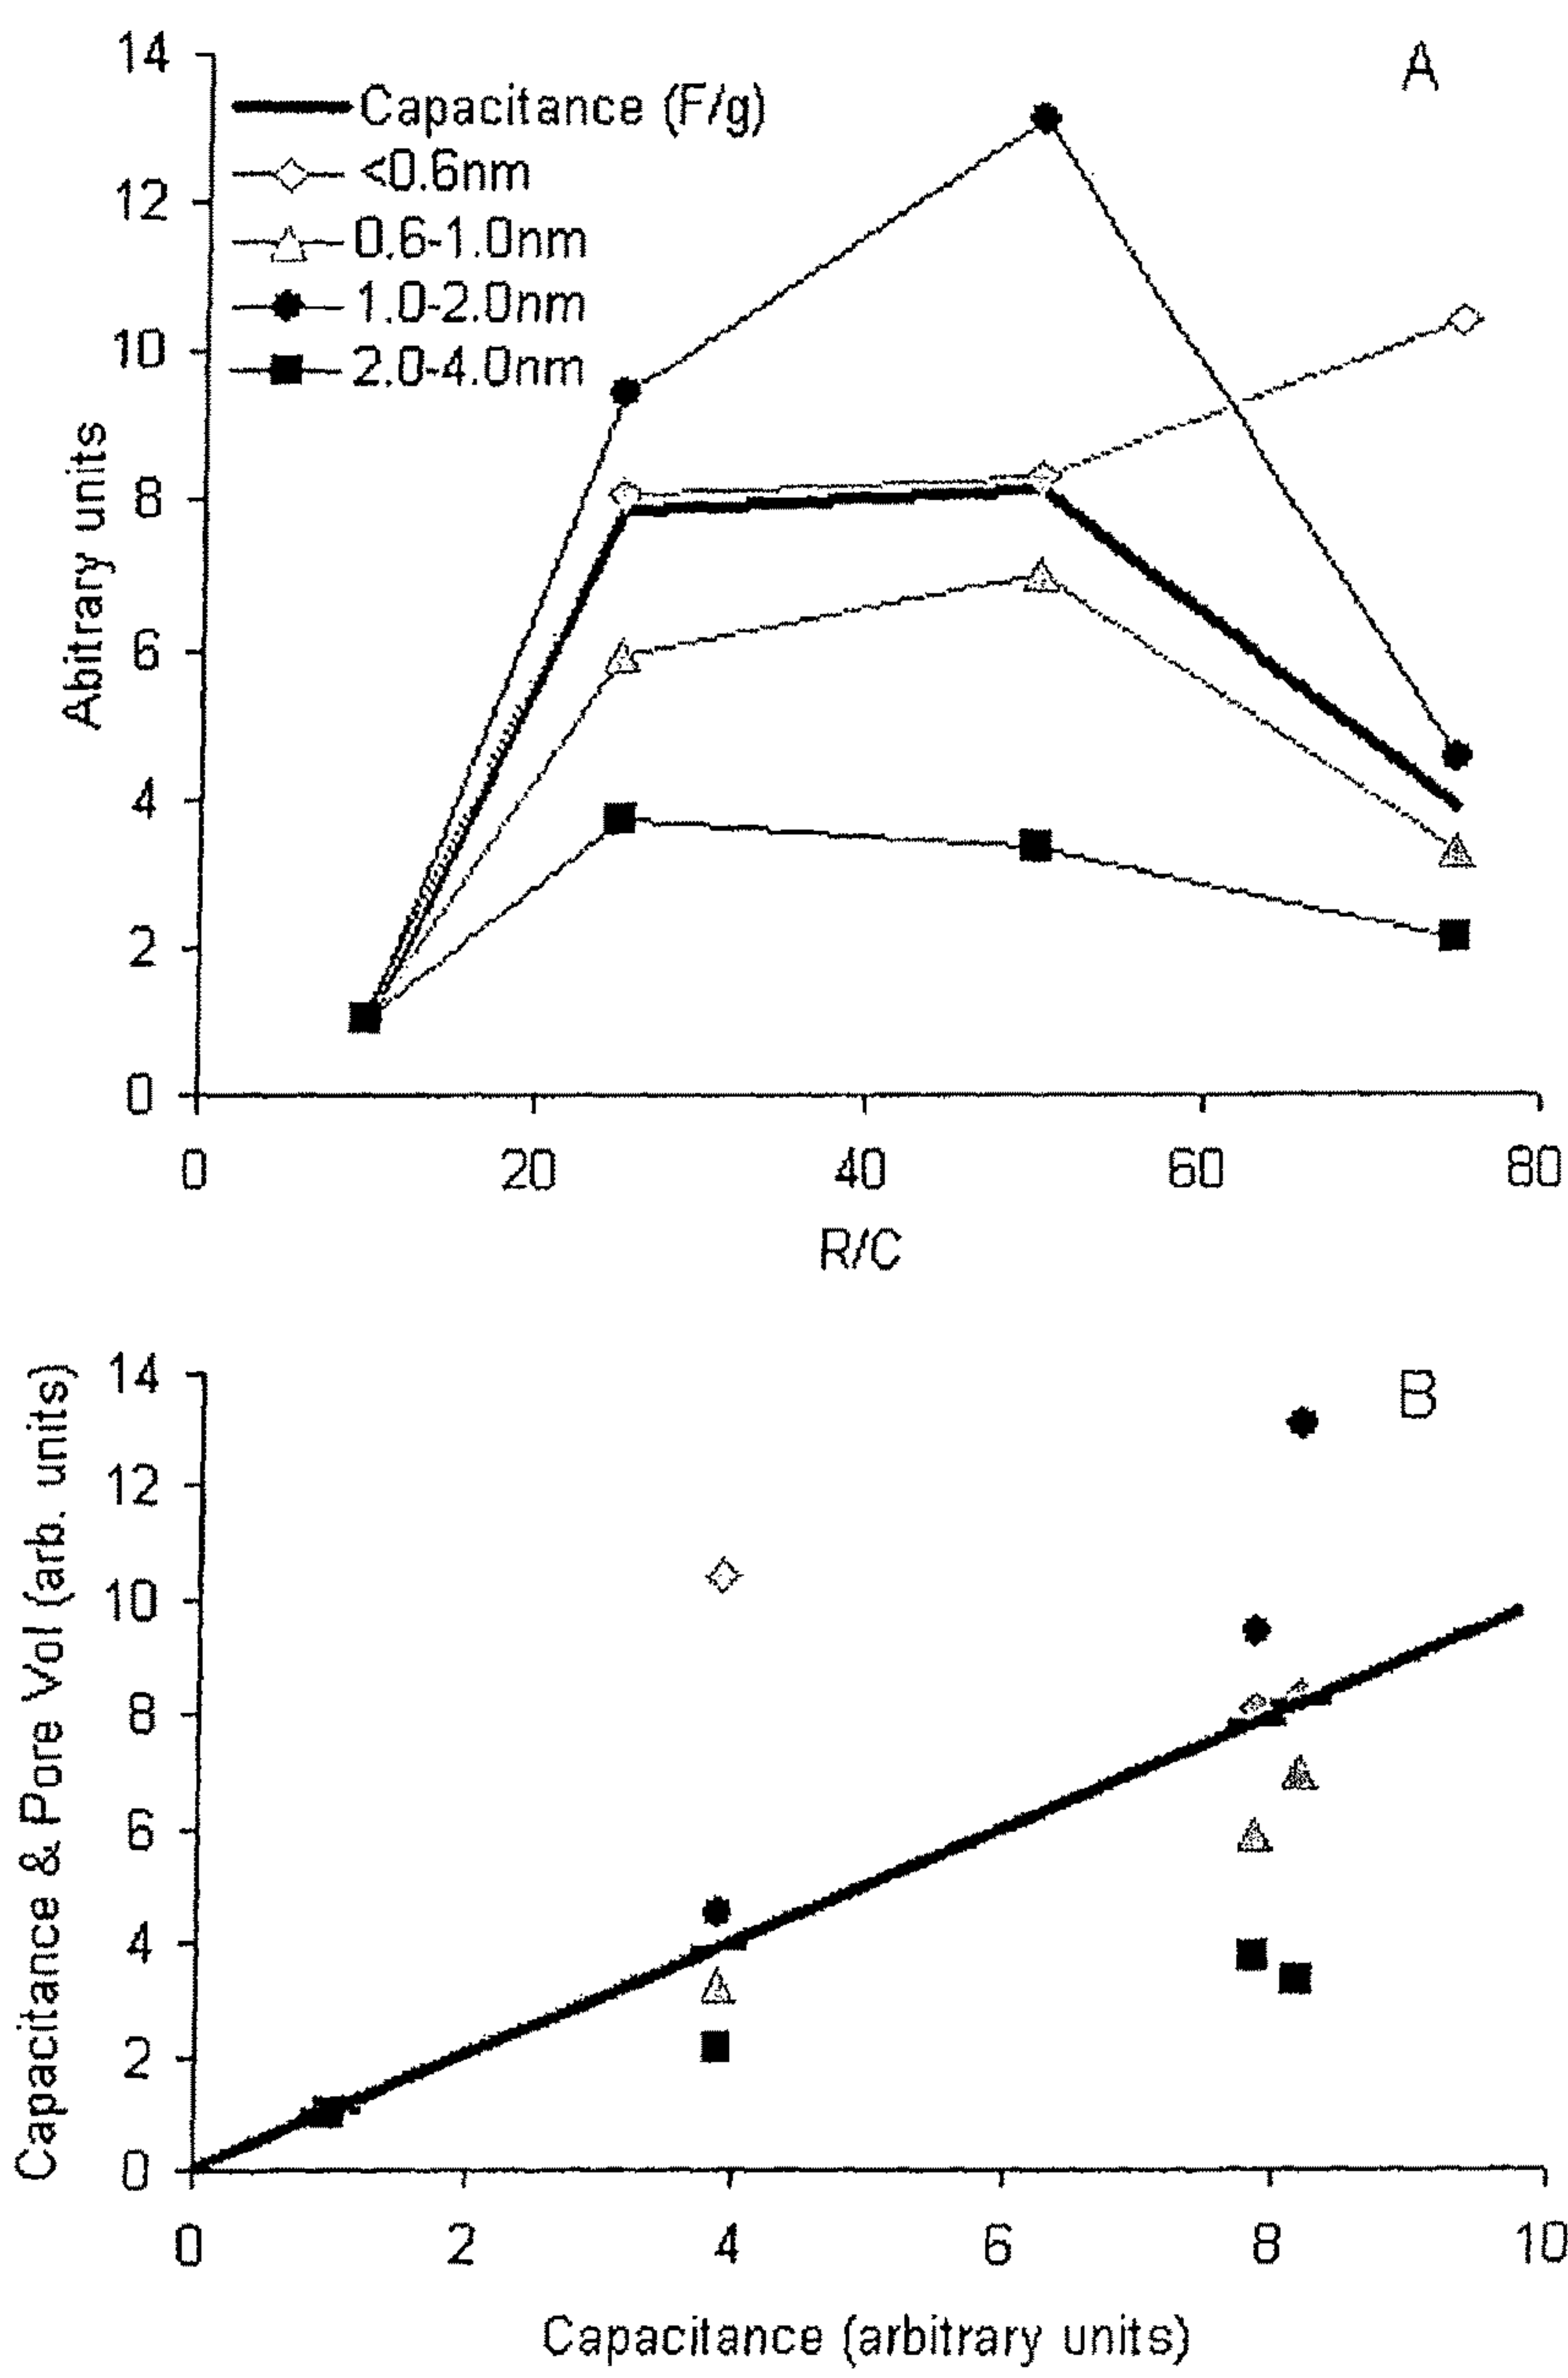 A
14
12
10
8
6
4
2
0
Abitrary units
Capacitance (F/g)
<0.6nm
0.6-1.0nm
1.0-2.0nm
2.0-4.0nm
0 20 40 60 80
R/C
B
14
12
10
8
6
4
2
0
Capacitance & Pore Vol (arb. units)
0 2 4 6 8 10
Capacitance (arbitrary units)